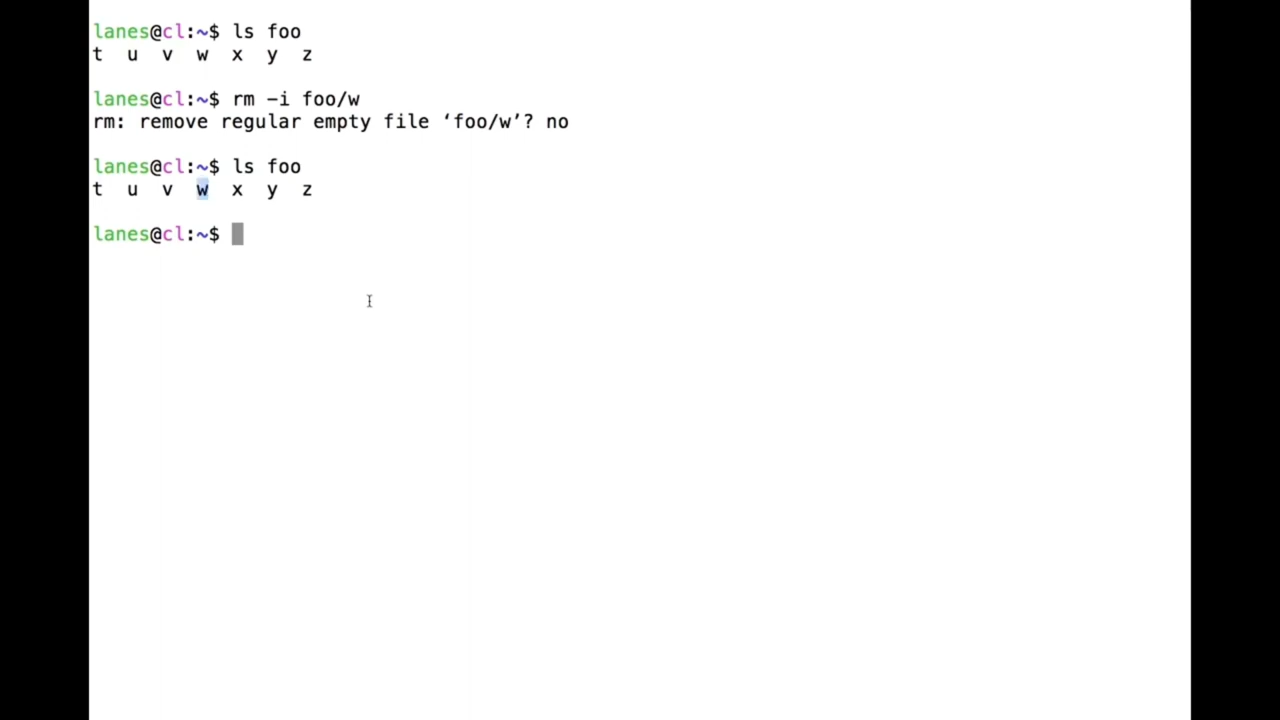 lanes@cl:~$ ls foo
t  u  v  w  x  y  z
lanes@cl:~$ rm -i foo/w
rm: remove regular empty file ‘foo/w’? no
lanes@cl:~$ ls foo
t  u  v  w  x  y  z
lanes@cl:~$